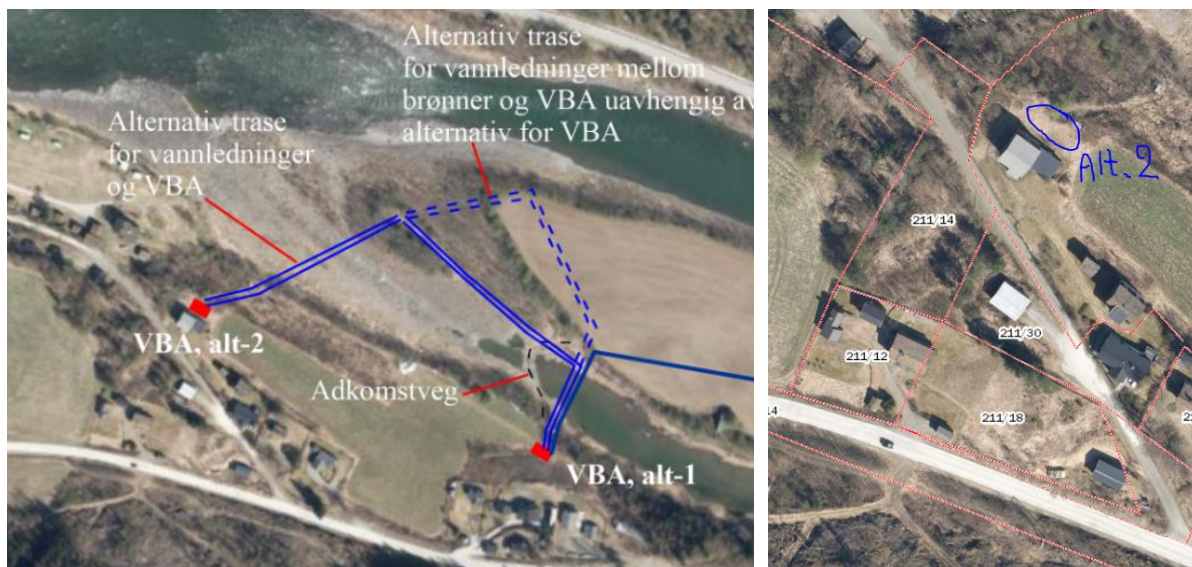 Alternativ trase
for vannledninger mellom
brønner og VBA uavhengig av
alternativ for VBA
Alternativ trase
for vannledninger
og VBA
VBA, alt-2
Adkomstveg
VBA, alt-1
Alt. 2
211/14
211/30
211/12
211/18